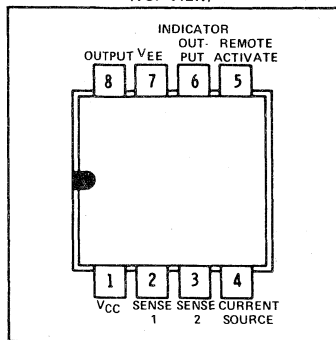 INDICATOR
OUTPUT VEE OUT- REMOTE
PUT ACTIVATE
8 7 6 5
1 2 3 4
VCC SENSE SENSE CURRENT
1 2 SOURCE